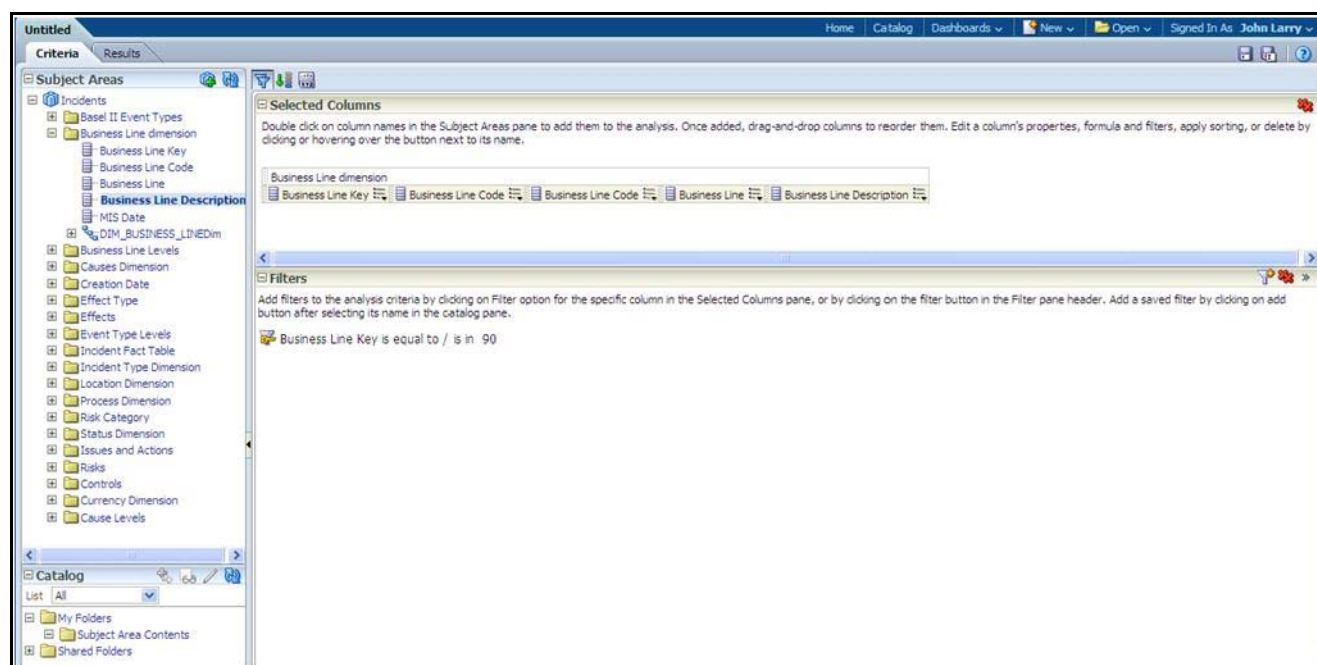 Untitled
Home Catalog Dashboards New Open Signed In As John Larry
Criteria Results
Subject Areas
Incidents
Basel II Event Types
Business Line dimension
Business Line Key
Business Line Code
Business Line
Business Line Description
MIS Date
DIM_BUSINESS_LINEDim
Business Line Levels
Causes Dimension
Creation Date
Effect Type
Effects
Event Type Levels
Incident Fact Table
Incident Type Dimension
Location Dimension
Process Dimension
Risk Category
Status Dimension
Issues and Actions
Risks
Controls
Currency Dimension
Cause Levels
Catalog
List All
My Folders
Subject Area Contents
Shared Folders
Selected Columns
Double click on column names in the Subject Areas pane to add them to the analysis. Once added, drag-and-drop columns to reorder them. Edit a column's properties, formula and filters, apply sorting, or delete by
clicking or hovering over the button next to its name.
Business Line dimension
Business Line Key Business Line Code Business Line Code Business Line Business Line Description
Filters
Add filters to the analysis criteria by clicking on Filter option for the specific column in the Selected Columns pane, or by clicking on the filter button in the Filter pane header. Add a saved filter by clicking on add
button after selecting its name in the catalog pane.
Business Line Key is equal to / is in 90